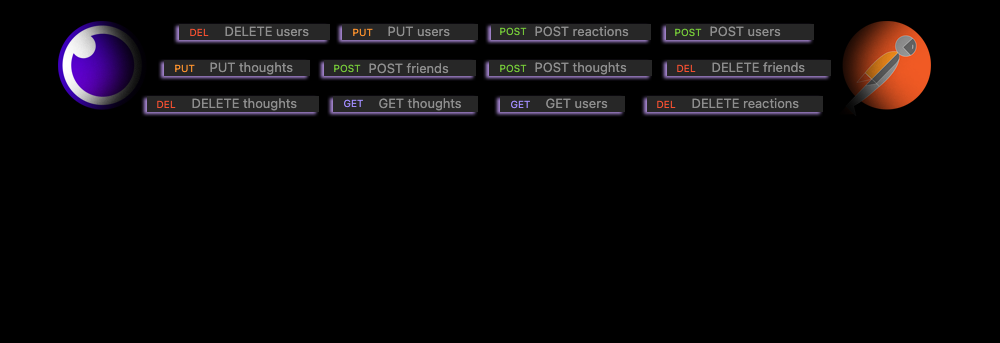 DEL DELETE users PUT PUT users POST POST reactions POST POST users
PUT PUT thoughts POST POST friends POST POST thoughts DEL DELETE friends
DEL DELETE thoughts GET GET thoughts GET GET users DEL DELETE reactions